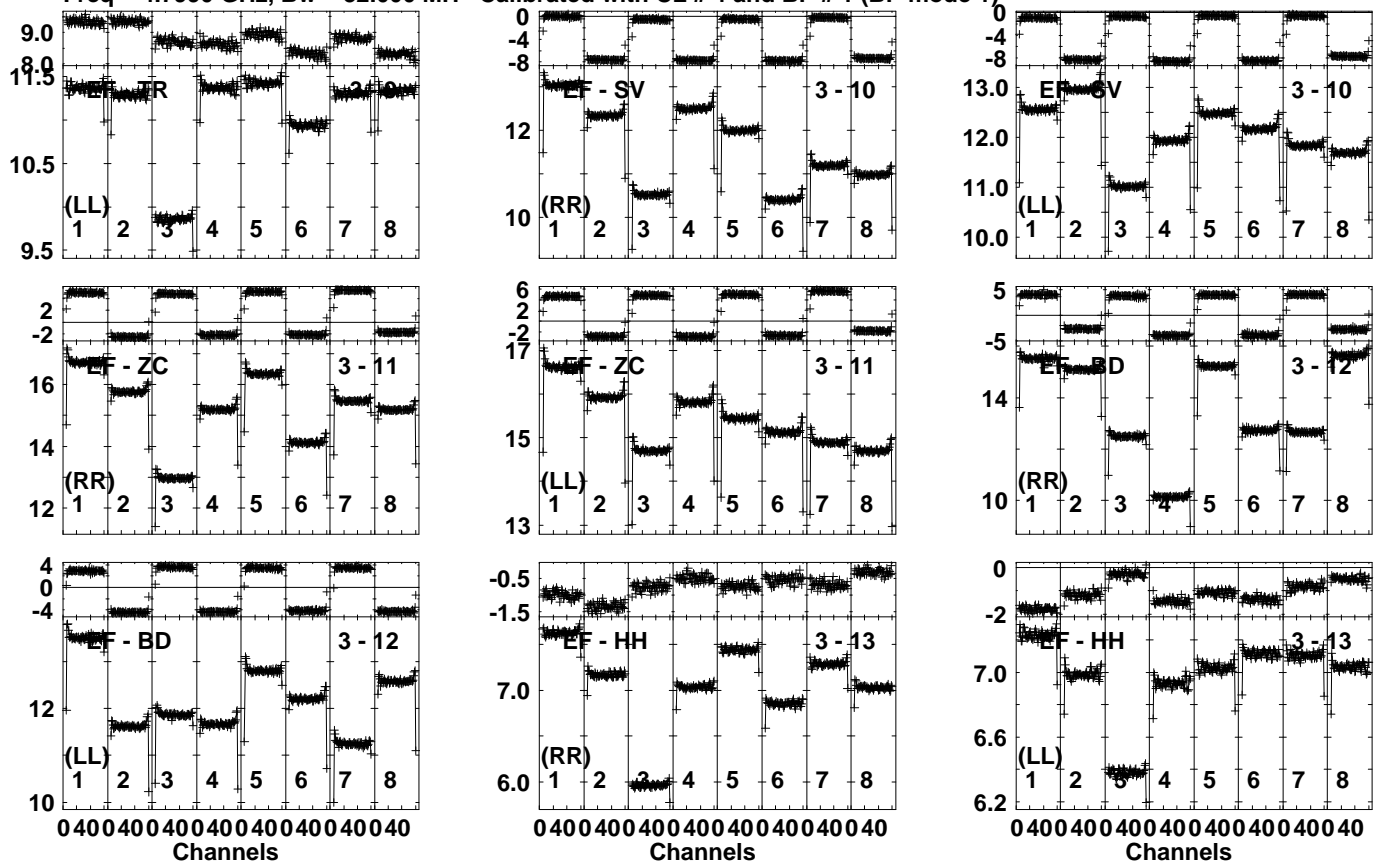 Calibrated with CL # 4 and BP # 1 (BP mode 1)
9.0 0 0
8.0 -4 -4
-8 -8
11.5 EF - TR 3 - 9 EF - SV 3 - 10 13.0 EF - SV 3 - 10
12 12.0
10.5 11.0
(LL) 10 (RR) (LL)
1 2 3 4 5 6 7 8 1 2 3 4 5 6 7 8 10.0 1 2 3 4 5 6 7 8
9.5
2 6 5
-2 2 -5
-2
EF - ZC 3 - 11 17 EF - ZC 3 - 11 EF - BD 3 - 12
16 14
14 15
(RR) (LL) 10 (RR)
12 1 2 3 4 5 6 7 8 1 2 3 4 5 6 7 8 1 2 3 4 5 6 7 8
13
4 -0.5 0
0 -1.5 -2
-4
EF - BD 3 - 12 EF - HH 3 - 13 EF - HH 3 - 13
12 7.0 7.0
(LL) (RR) 6.6 (LL)
1 2 3 4 5 6 7 8 6.0 1 2 3 4 5 6 7 8 1 2 3 4 5 6 7 8
10 6.2
0 40 0 40 0 40 0 40 0 40 0 40 0 40 0 40 0 40 0 40 0 40 0 40 0 40 0 40 0 40 0 40 0 40 0 40 0 40 0 40 0 40 0 40 0 40 0 40
Channels Channels Channels